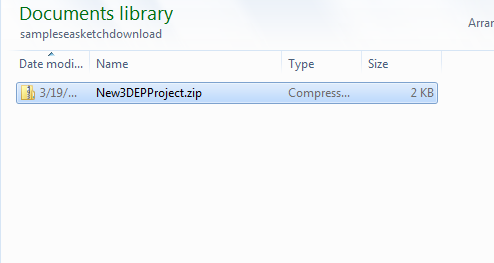 Documents library
sampleseasketchdownload
Arran
Date modi... Name Type Size
3/19/... New3DEPProject.zip Compress... 2 KB